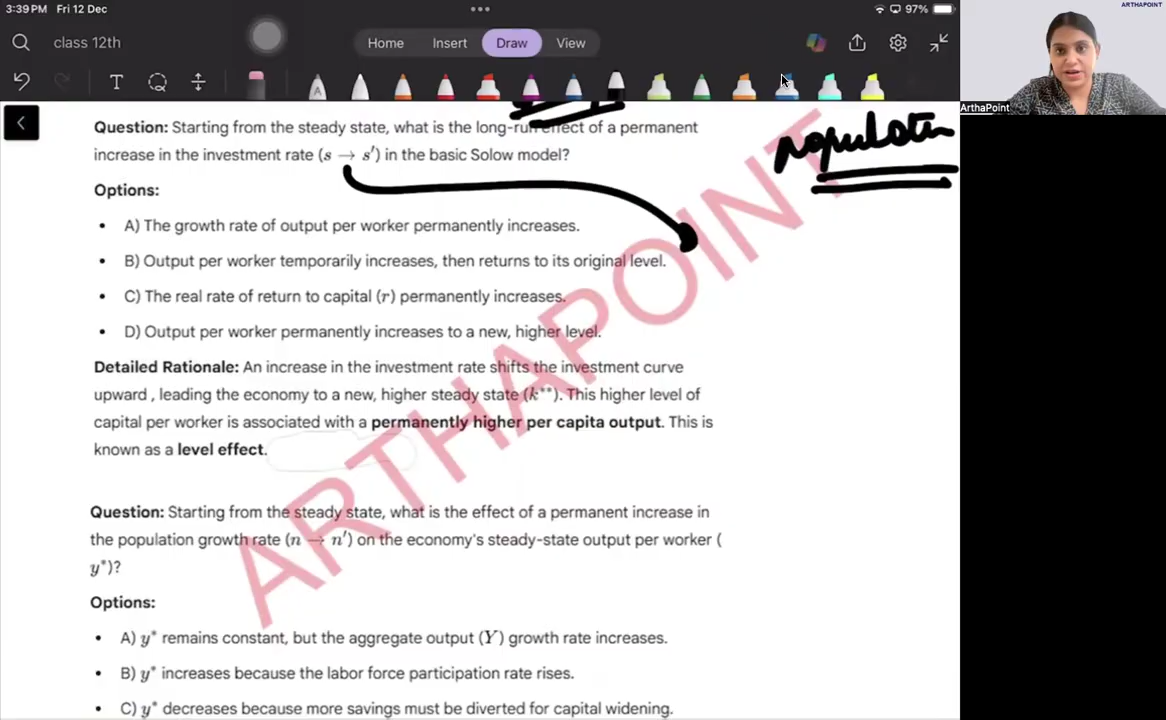 3:39 PM Fri 12 Dec
97%
ARTHAPOINT
class 12th
Home Insert Draw View
ArthaPoint
Question: Starting from the steady state, what is the long-run effect of a permanent
increase in the investment rate (s → s′) in the basic Solow model?
Options:
• A) The growth rate of output per worker permanently increases.
• B) Output per worker temporarily increases, then returns to its original level.
• C) The real rate of return to capital (r) permanently increases.
• D) Output per worker permanently increases to a new, higher level.
Detailed Rationale: An increase in the investment rate shifts the investment curve
upward , leading the economy to a new, higher steady state (k**). This higher level of
capital per worker is associated with a permanently higher per capita output. This is
known as a level effect.
Question: Starting from the steady state, what is the effect of a permanent increase in
the population growth rate (n → n′) on the economy's steady-state output per worker (
y*)?
Options:
• A) y* remains constant, but the aggregate output (Y) growth rate increases.
• B) y* increases because the labor force participation rate rises.
• C) y* decreases because more savings must be diverted for capital widening.
ARTHAPOINT